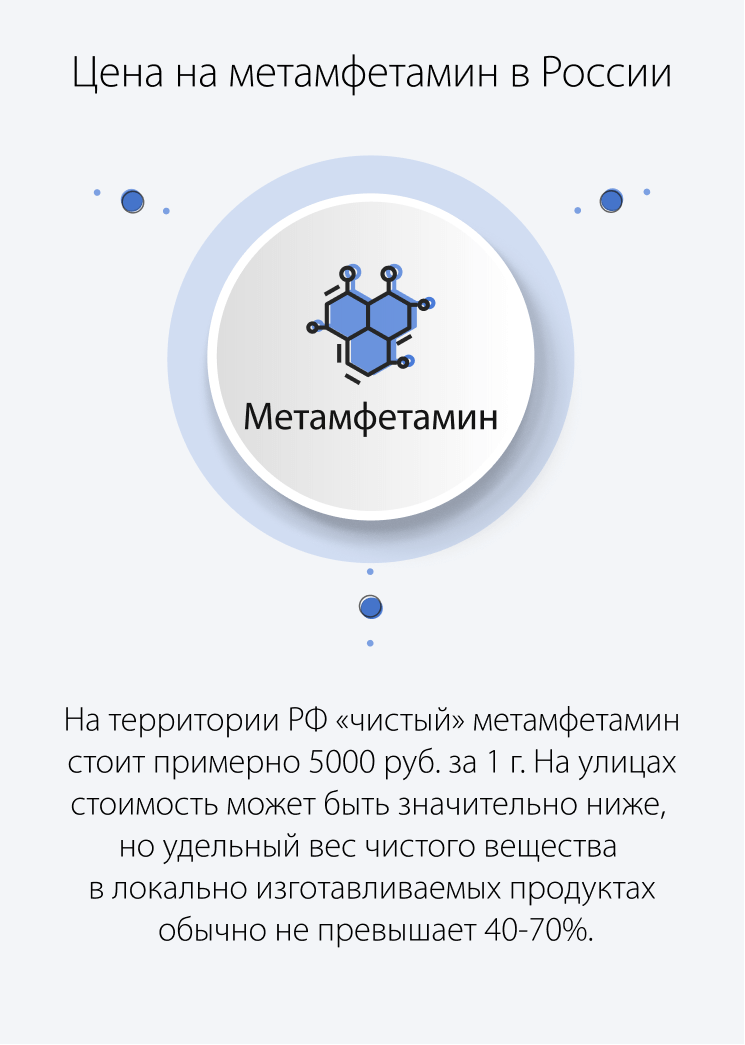 Цена на метамфетамин в России
Метамфетамин
На территории РФ «чистый» метамфетамин
стоит примерно 5000 руб. за 1 г. На улицах
стоимость может быть значительно ниже,
но удельный вес чистого вещества
в локально изготавливаемых продуктах
обычно не превышает 40-70%.